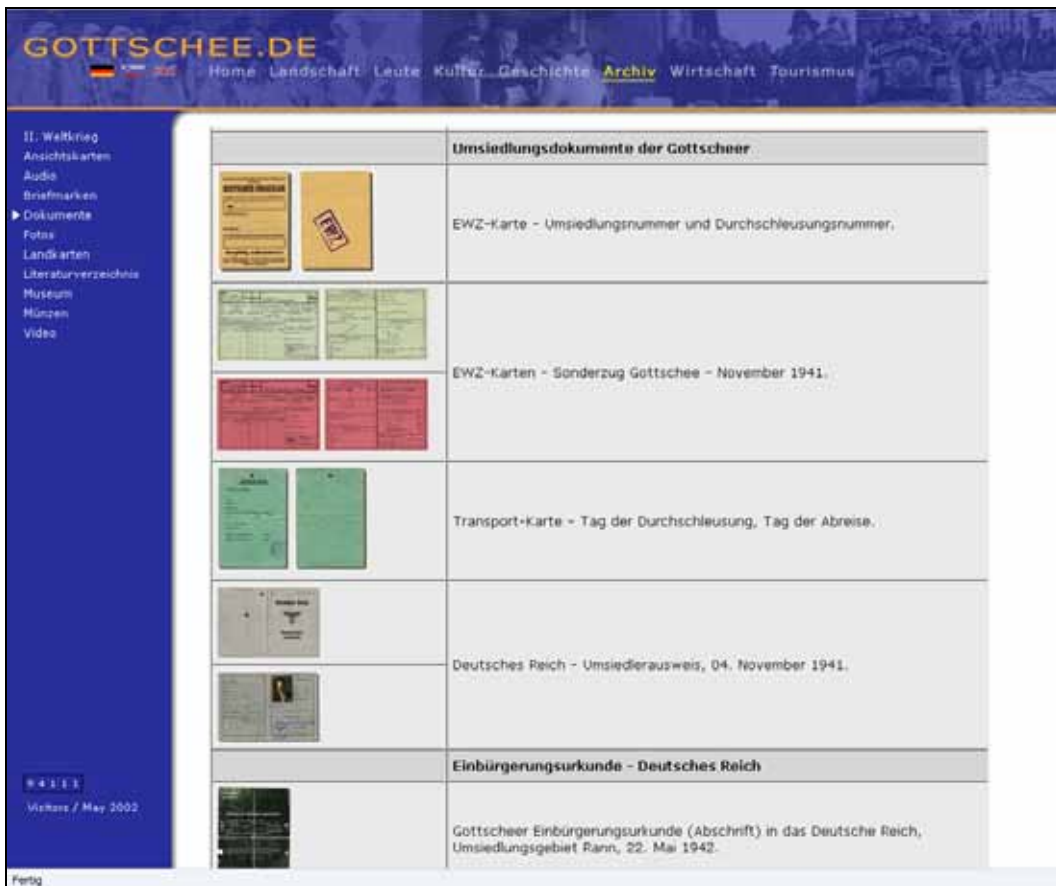 GOTTSCHEE.DE
Home Landschaft Leute Kultur Geschichte Archiv Wirtschaft Tourismus
II. Weltkrieg
Ansichtskarten
Audio
Briefmarken
Dokumente
Fotos
Landkarten
Literaturverzeichnis
Museum
Münzen
Video
Umsiedlungsdokumente der Gottscheer
EWZ
EWZ-Karte - Umsiedlungsnummer und Durchschleusungsnummer.
EWZ-Karten - Sonderzug Gottschee - November 1941.
Transport-Karte - Tag der Durchschleusung, Tag der Abreise.
Deutsches Reich - Umsiedlerausweis, 04. November 1941.
Einbürgerungsurkunde - Deutsches Reich
Gottscheer Einbürgerungsurkunde (Abschrift) in das Deutsche Reich,
Umsiedlungsgebiet Rann, 22. Mai 1942.
Visitors / May 2002
Fertig